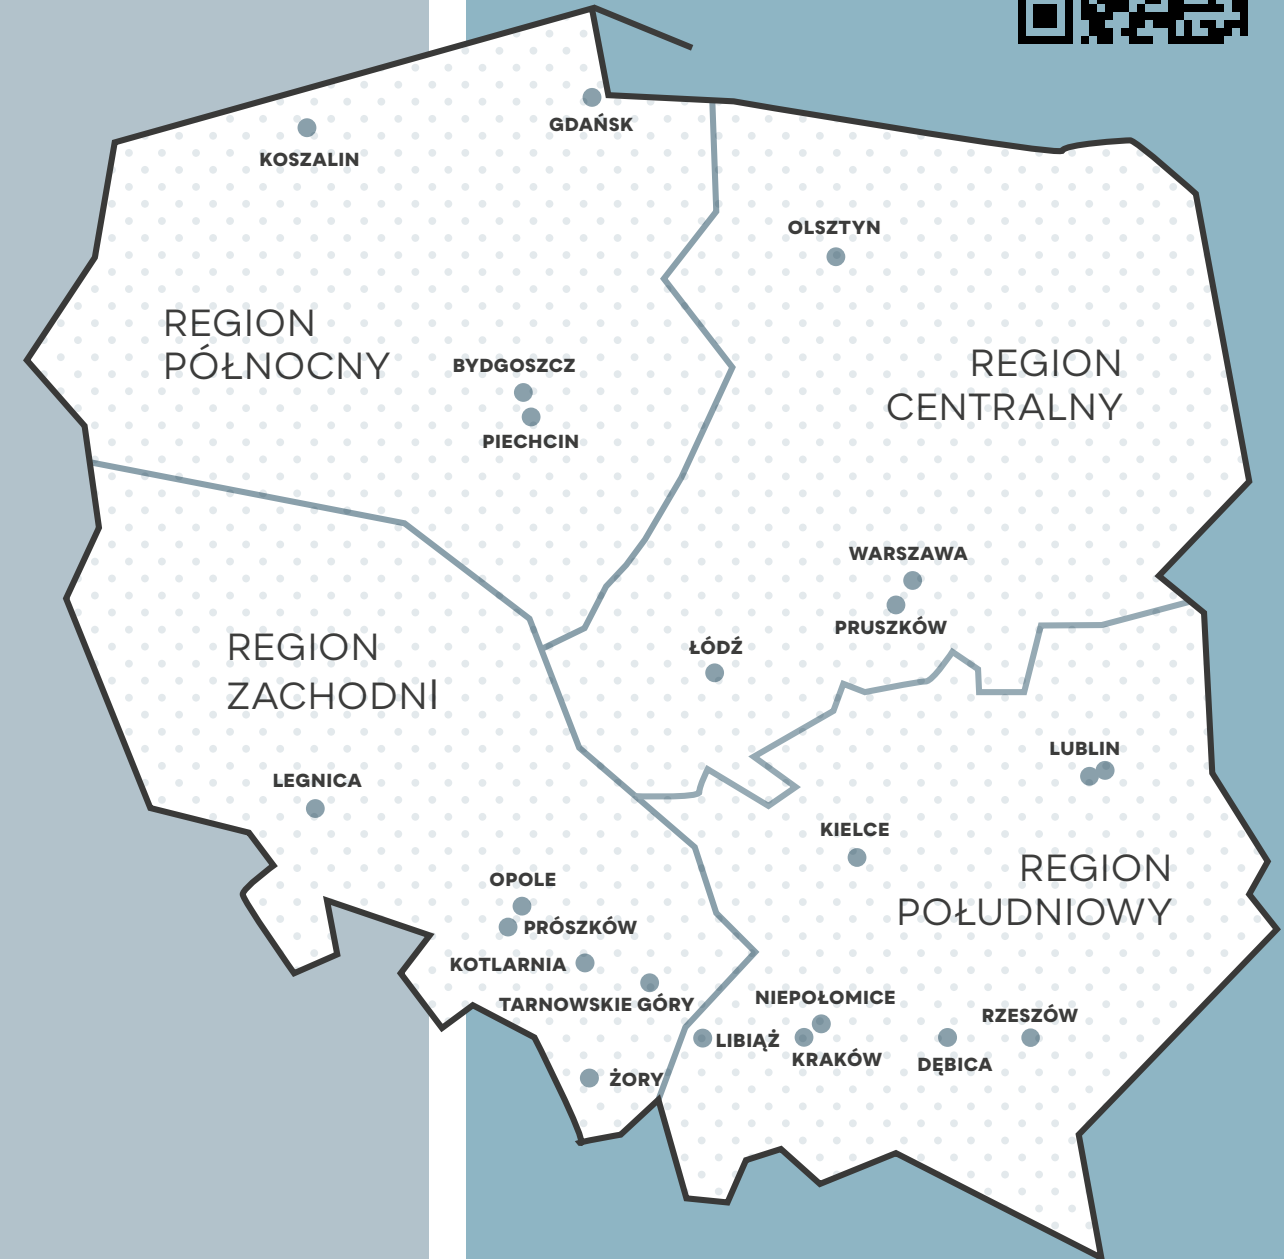 GDAŃSK
KOSZALIN
OLSZTYN
REGION
PÓŁNOCNY
BYDGOSZCZ
PIECHCIN
REGION
CENTRALNY
WARSZAWA
PRUSZKÓW
ŁÓDŹ
REGION
ZACHODNI
LEGNICA
LUBLIN
KIELCE
REGION
POŁUDNIOWY
OPOLE
PRÓSZKÓW
KOTLARNIA
TARNOWSKIE GÓRY
NIEPOŁOMICE
RZESZÓW
LIBIĄŻ
KRAKÓW
DĘBICA
ŻORY